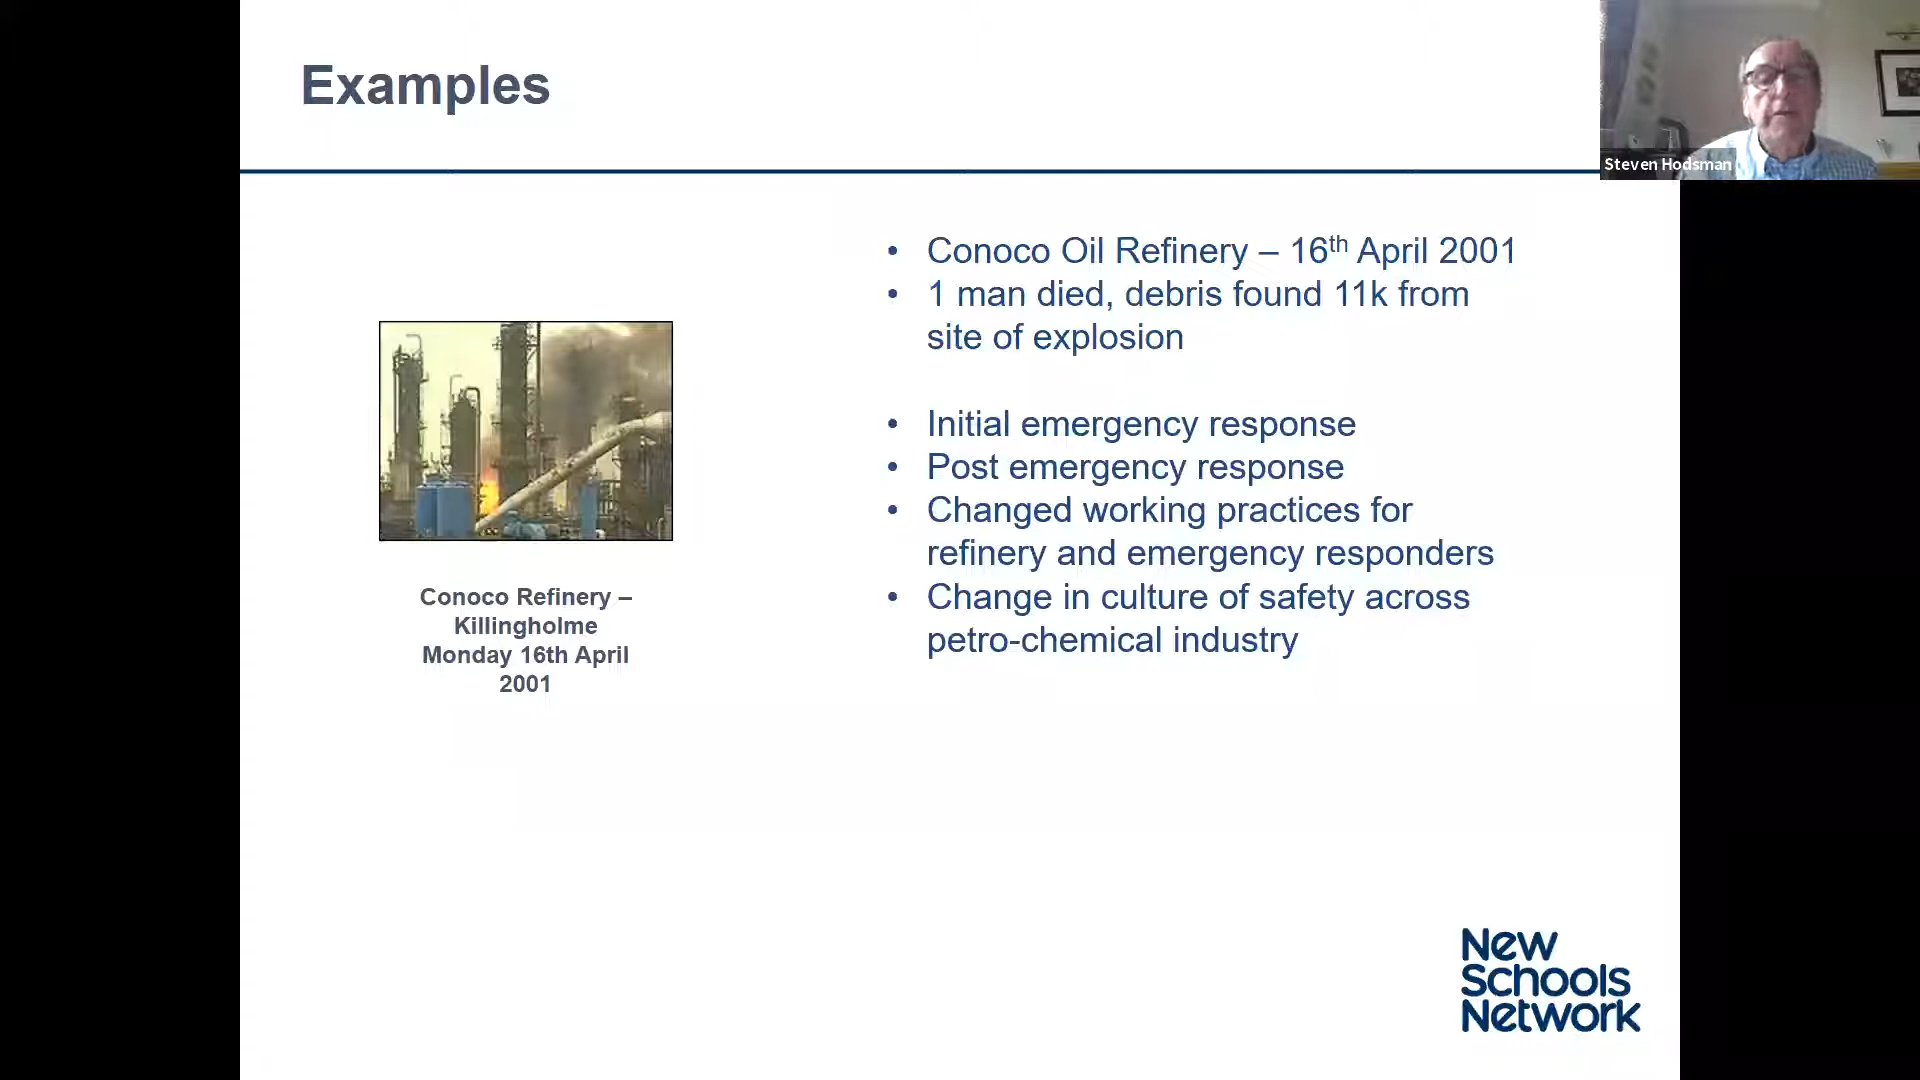 Examples
Steven Hodsman
• Conoco Oil Refinery – 16th April 2001
• 1 man died, debris found 11k from
site of explosion
• Initial emergency response
• Post emergency response
• Changed working practices for
refinery and emergency responders
• Change in culture of safety across
petro-chemical industry
Conoco Refinery –
Killingholme
Monday 16th April
2001
New
Schools
Network